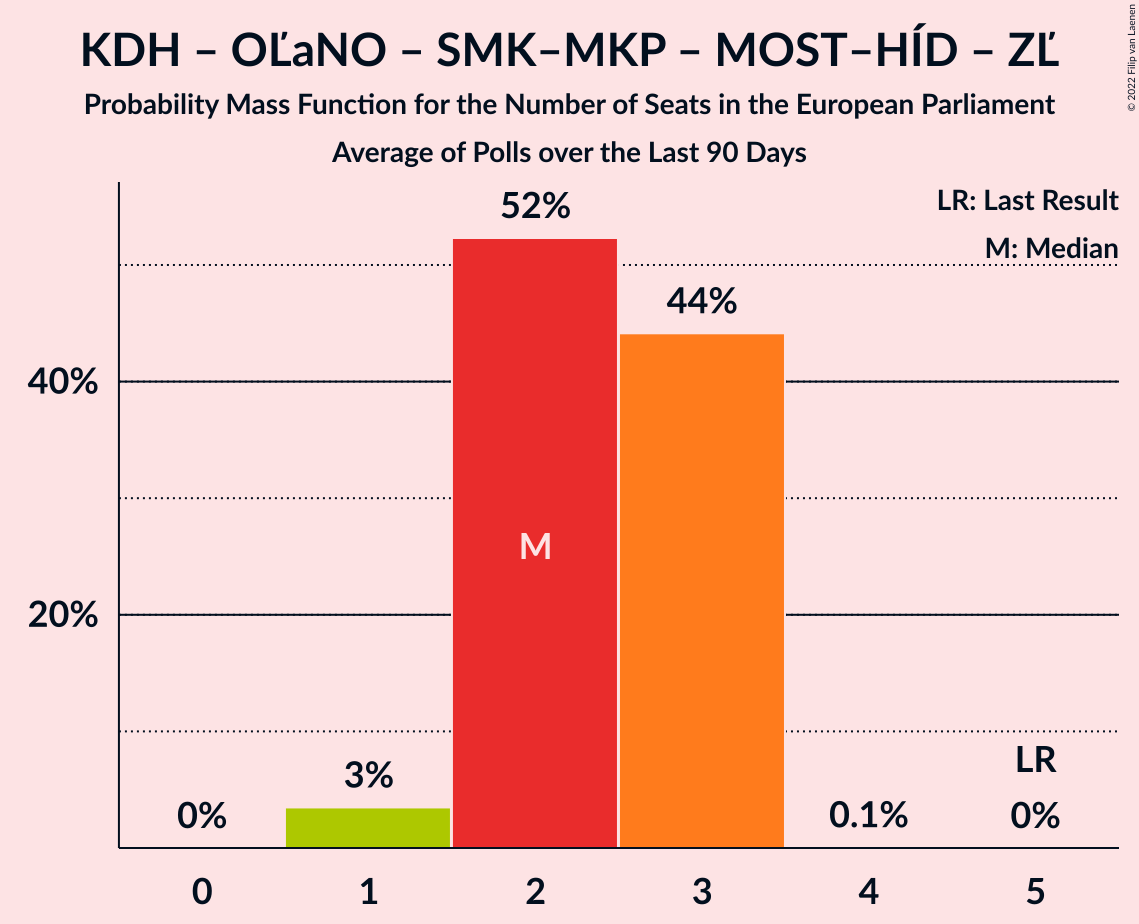 KDH – OĽaNO – SMK–MKP – MOST–HÍD – ZĽ
Probability Mass Function for the Number of Seats in the European Parliament
Average of Polls over the Last 90 Days
© 2022 Filip van Laenen
LR: Last Result
M: Median
52%
44%
40%
M
20%
LR
3%
0%
0.1%
0%
0 1 2 3 4 5